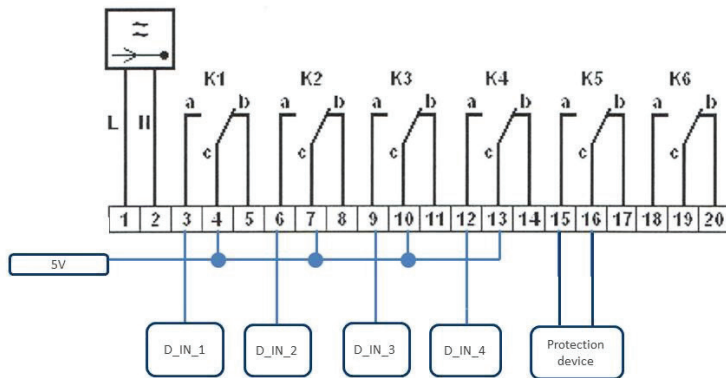 K1 K2 K3 K4 K5 K6
a b a b a b a b a b a b
L
c c c c c c
1 2 3 4 5 6 7 8 9 10 11 12 13 14 15 16 17 18 19 20
5V
D_IN_1 D_IN_2 D_IN_3 D_IN_4 Protection
device